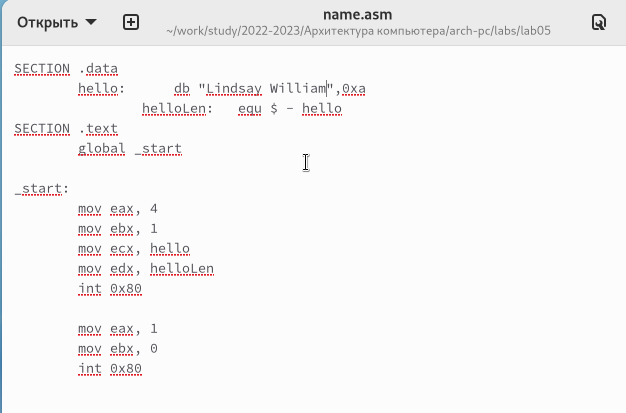 Открыть
name.asm
~/work/study/2022-2023/Архитектура компьютера/arch-pc/labs/lab05
SECTION .data
hello: db "Lindsay William",0xa
helloLen: equ $ - hello
SECTION .text
global _start
_start:
mov eax, 4
mov ebx, 1
mov ecx, hello
mov edx, helloLen
int 0x80
mov eax, 1
mov ebx, 0
int 0x80